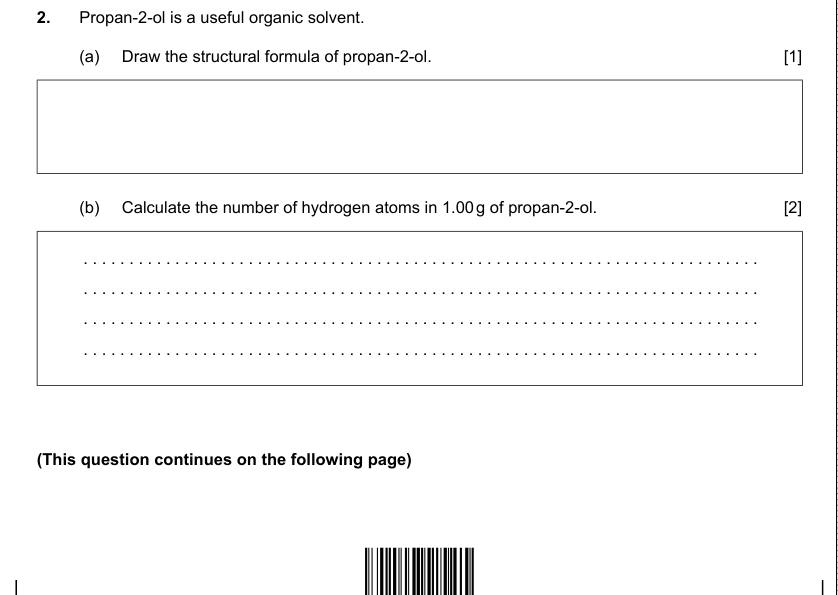 2. Propan-2-ol is a useful organic solvent.
(a) Draw the structural formula of propan-2-ol. [1]
(b) Calculate the number of hydrogen atoms in 1.00 g of propan-2-ol. [2]
(This question continues on the following page)